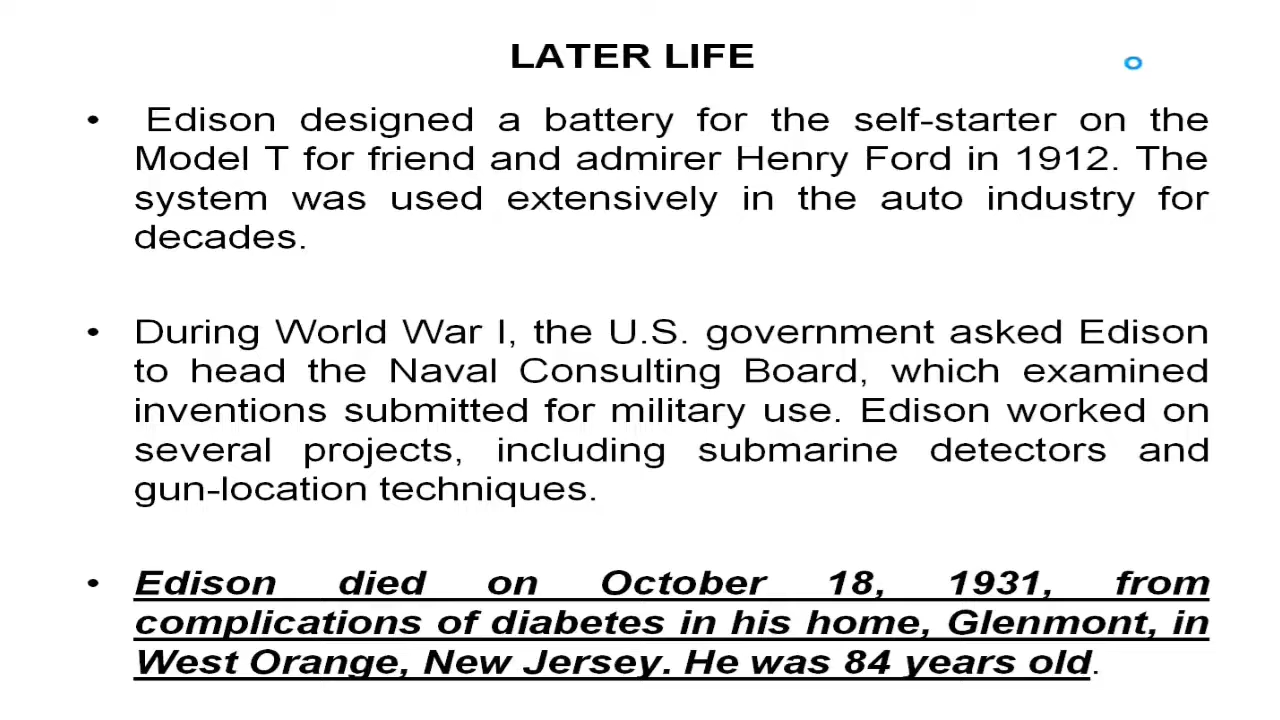 LATER LIFE
• Edison designed a battery for the self-starter on the
Model T for friend and admirer Henry Ford in 1912. The
system was used extensively in the auto industry for
decades.
• During World War I, the U.S. government asked Edison
to head the Naval Consulting Board, which examined
inventions submitted for military use. Edison worked on
several projects, including submarine detectors and
gun-location techniques.
• Edison died on October 18, 1931, from
complications of diabetes in his home, Glenmont, in
West Orange, New Jersey. He was 84 years old.